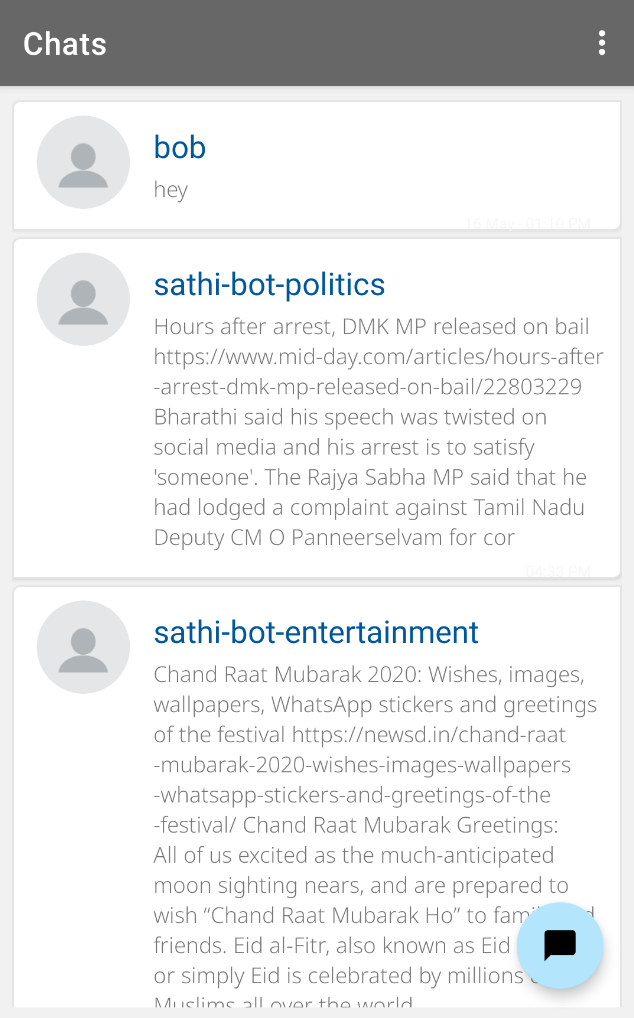 Chats
bob
hey
16 May - 01:10 PM
sathi-bot-politics
Hours after arrest, DMK MP released on bail
https://www.mid-day.com/articles/hours-after
-arrest-dmk-mp-released-on-bail/22803229
Bharathi said his speech was twisted on
social media and his arrest is to satisfy
'someone'. The Rajya Sabha MP said that he
had lodged a complaint against Tamil Nadu
Deputy CM O Panneerselvam for cor
04:33 PM
sathi-bot-entertainment
Chand Raat Mubarak 2020: Wishes, images,
wallpapers, WhatsApp stickers and greetings
of the festival https://newsd.in/chand-raat
-mubarak-2020-wishes-images-wallpapers
-whatsapp-stickers-and-greetings-of-the
-festival/ Chand Raat Mubarak Greetings:
All of us excited as the much-anticipated
moon sighting nears, and are prepared to
wish “Chand Raat Mubarak Ho” to
friends. Eid al-Fitr, also known as Eid
or simply Eid is celebrated by millions
Muslims all over the world